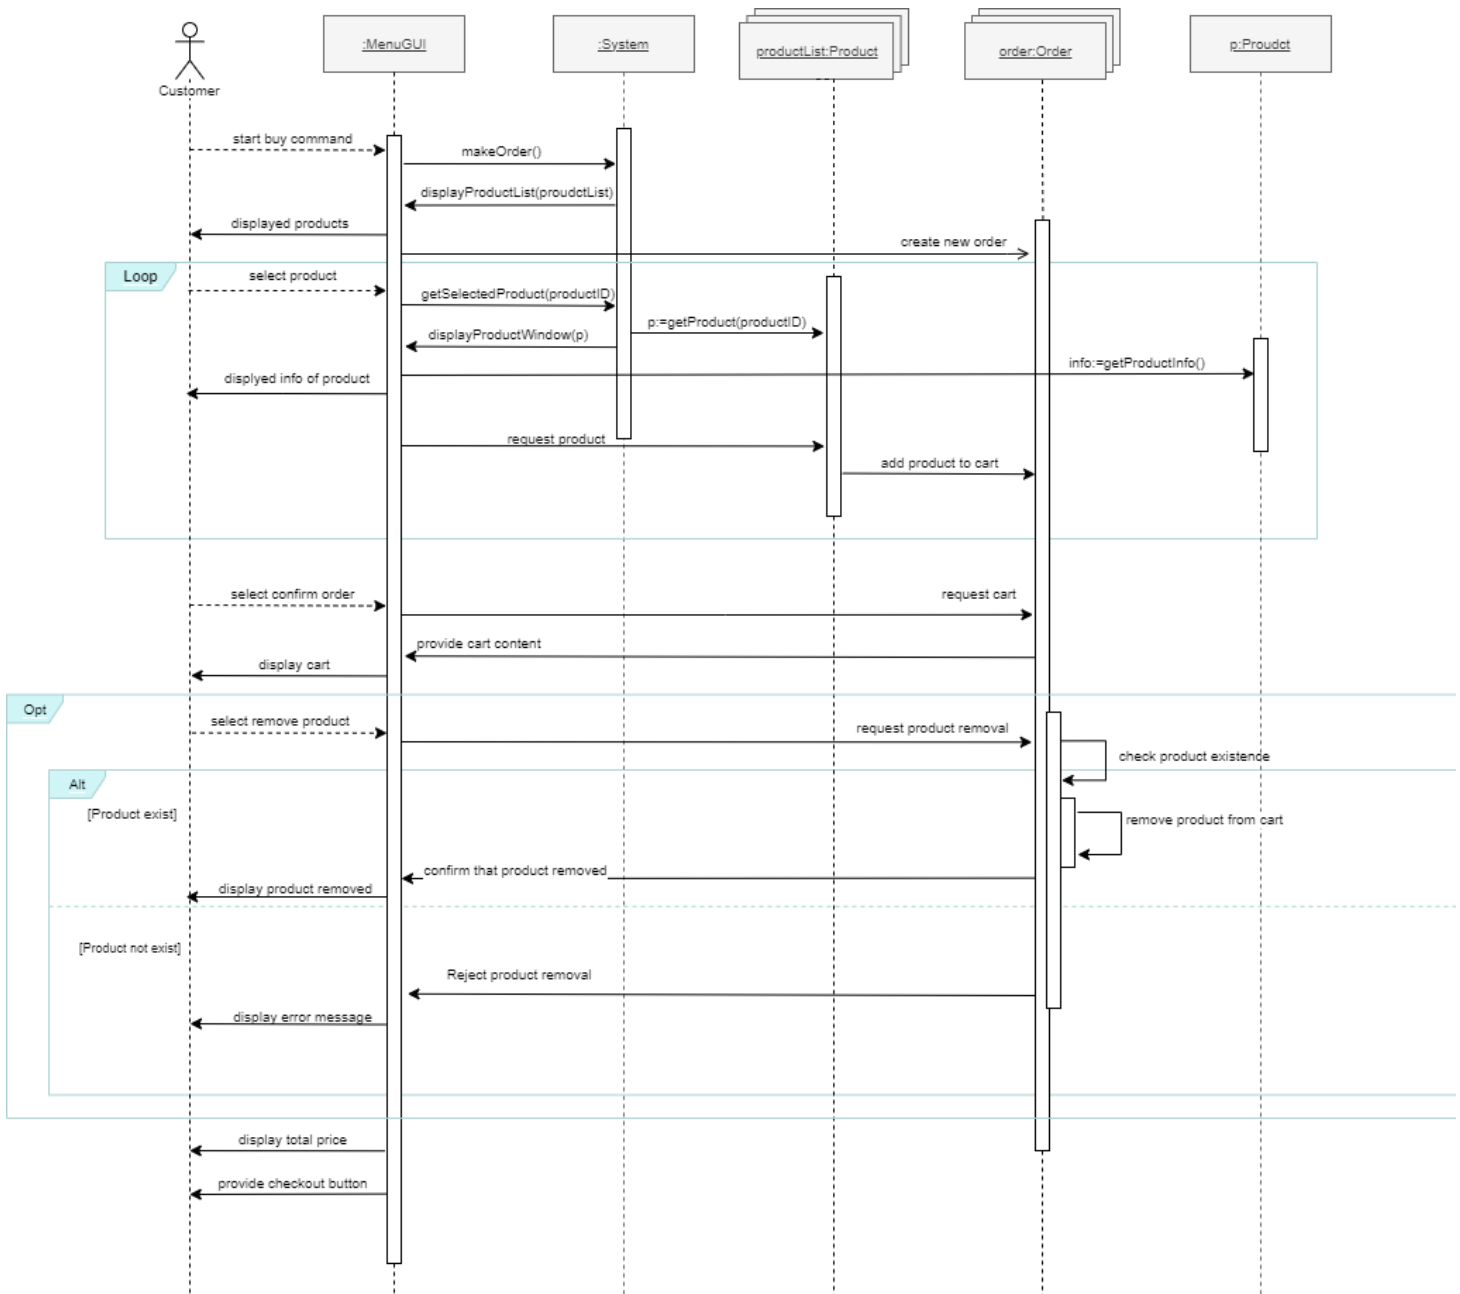 :MenuGUI
:System
productList:Product
order:Order
p:Proudct
Customer
start buy command
makeOrder()
displayProductList(proudctList)
displayed products
create new order
Loop
select product
getSelectedProduct(productID)
p:=getProduct(productID)
displayProductWindow(p)
info:=getProductInfo()
displyed info of product
request product
add product to cart
select confirm order
request cart
provide cart content
display cart
Opt
select remove product
request product removal
check product existence
Alt
[Product exist]
remove product from cart
confirm that product removed
display product removed
[Product not exist]
Reject product removal
display error message
display total price
provide checkout button